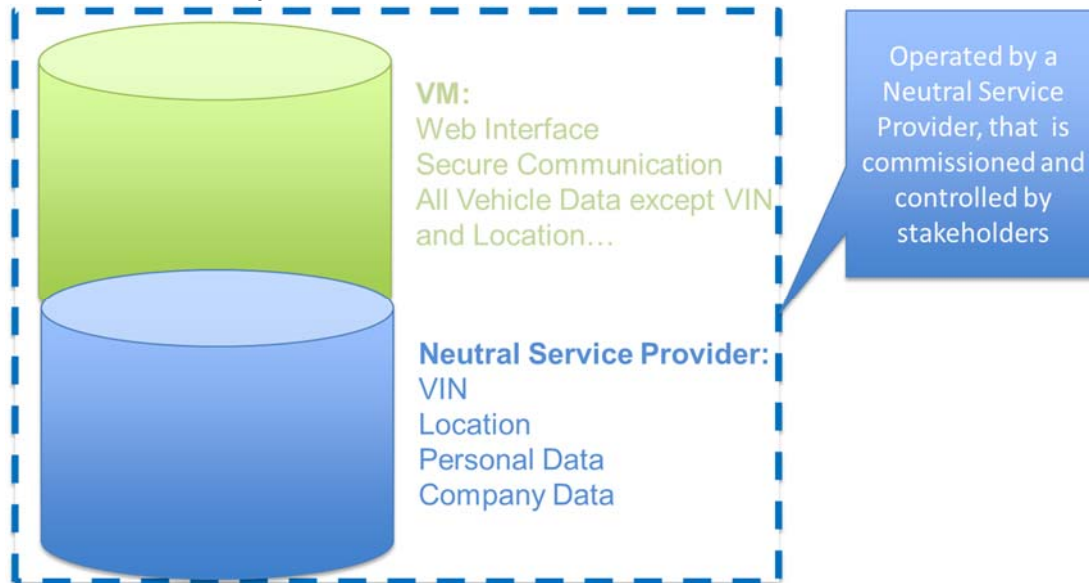 VM:
Web Interface
Secure Communication
All Vehicle Data except VIN
and Location…
Neutral Service Provider:
VIN
Location
Personal Data
Company Data
Operated by a
Neutral Service
Provider, that is
commissioned and
controlled by
stakeholders